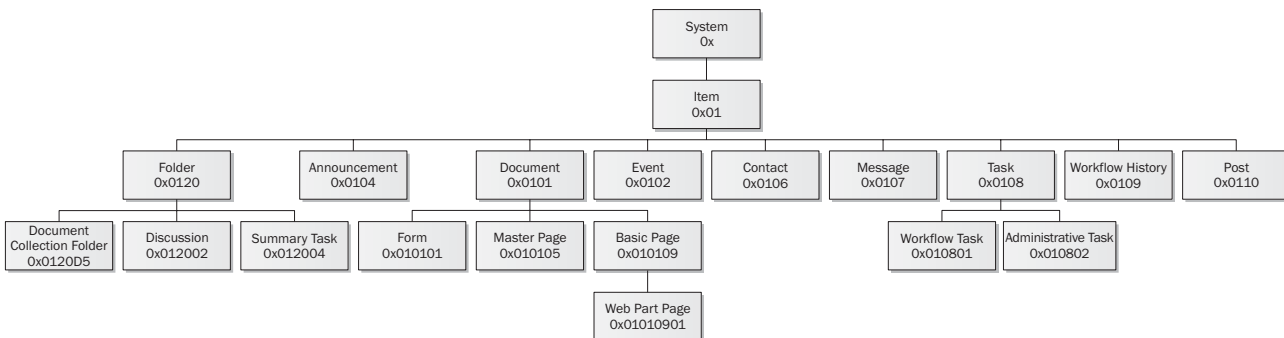 System
0x
Item
0x01
Folder
0x0120
Announcement
0x0104
Document
0x0101
Event
0x0102
Contact
0x0106
Message
0x0107
Task
0x0108
Workflow History
0x0109
Post
0x0110
Document
Collection Folder
0x0120D5
Discussion
0x012002
Summary Task
0x012004
Form
0x010101
Master Page
0x010105
Basic Page
0x010109
Workflow Task
0x010801
Administrative Task
0x010802
Web Part Page
0x01010901